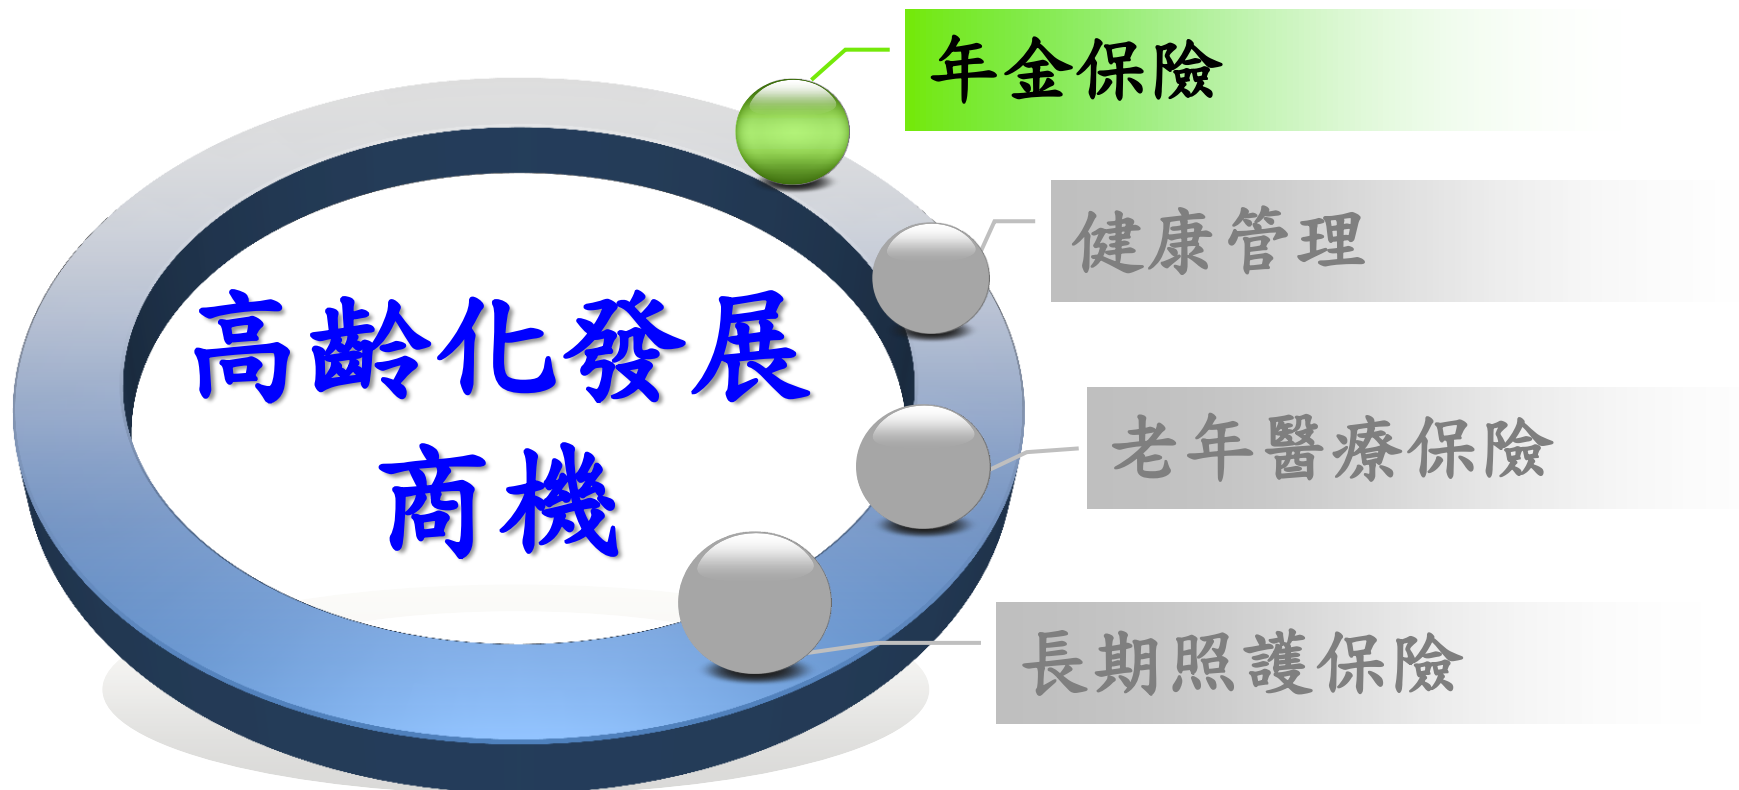 年金保險
健康管理
高齡化發展
商機
老年醫療保險
長期照護保險